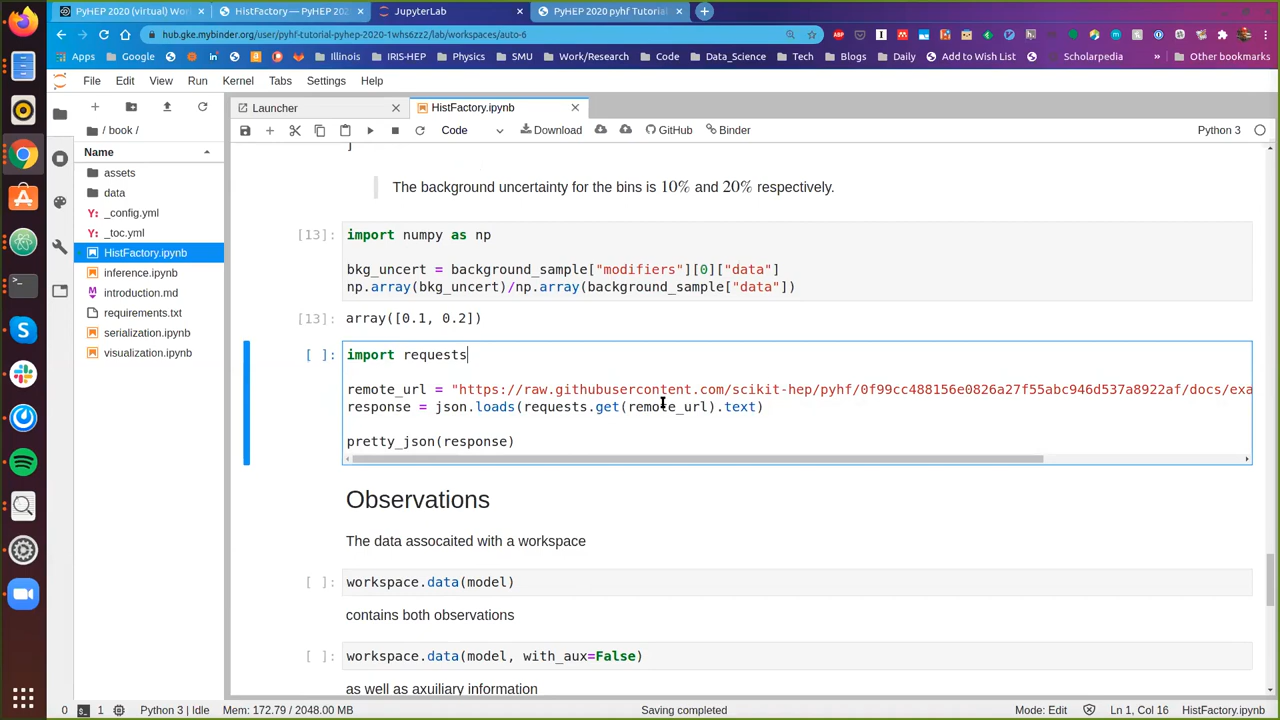 PyHEP 2020 (virtual) Wor
HistFactory — PyHEP 202
JupyterLab
PyHEP 2020 pyhf Tutorial
hub.gke.mybinder.org/user/pyhf-tutorial-pyhep-2020-1whs6zz2/lab/workspaces/auto-6
Apps
Google
Illinois
IRIS-HEP
Physics
SMU
Work/Research
Code
Data_Science
Tech
Blogs
Daily
Add to Wish List
Scholarpedia
»
Other bookmarks
File
Edit
View
Run
Kernel
Tabs
Settings
Help
Launcher
HistFactory.ipynb
Code
Download
GitHub
Binder
Python 3
/ book /
Name
assets
data
_config.yml
_toc.yml
HistFactory.ipynb
inference.ipynb
introduction.md
requirements.txt
serialization.ipynb
visualization.ipynb
]
The background uncertainty for the bins is 10% and 20% respectively.
[13]: import numpy as np
bkg_uncert = background_sample["modifiers"][0]["data"]
np.array(bkg_uncert)/np.array(background_sample["data"])
[13]: array([0.1, 0.2])
[ ]: import requests
remote_url = "https://raw.githubusercontent.com/scikit-hep/pyhf/0f99cc488156e0826a27f55abc946d537a8922af/docs/exa
response = json.loads(requests.get(remote_url).text)
pretty_json(response)
Observations
The data assocaited with a workspace
[ ]: workspace.data(model)
contains both observations
[ ]: workspace.data(model, with_aux=False)
as well as axuiliary information
0
1
Python 3 | Idle
Mem: 172.79 / 2048.00 MB
Saving completed
Mode: Edit
Ln 1, Col 16
HistFactory.ipynb